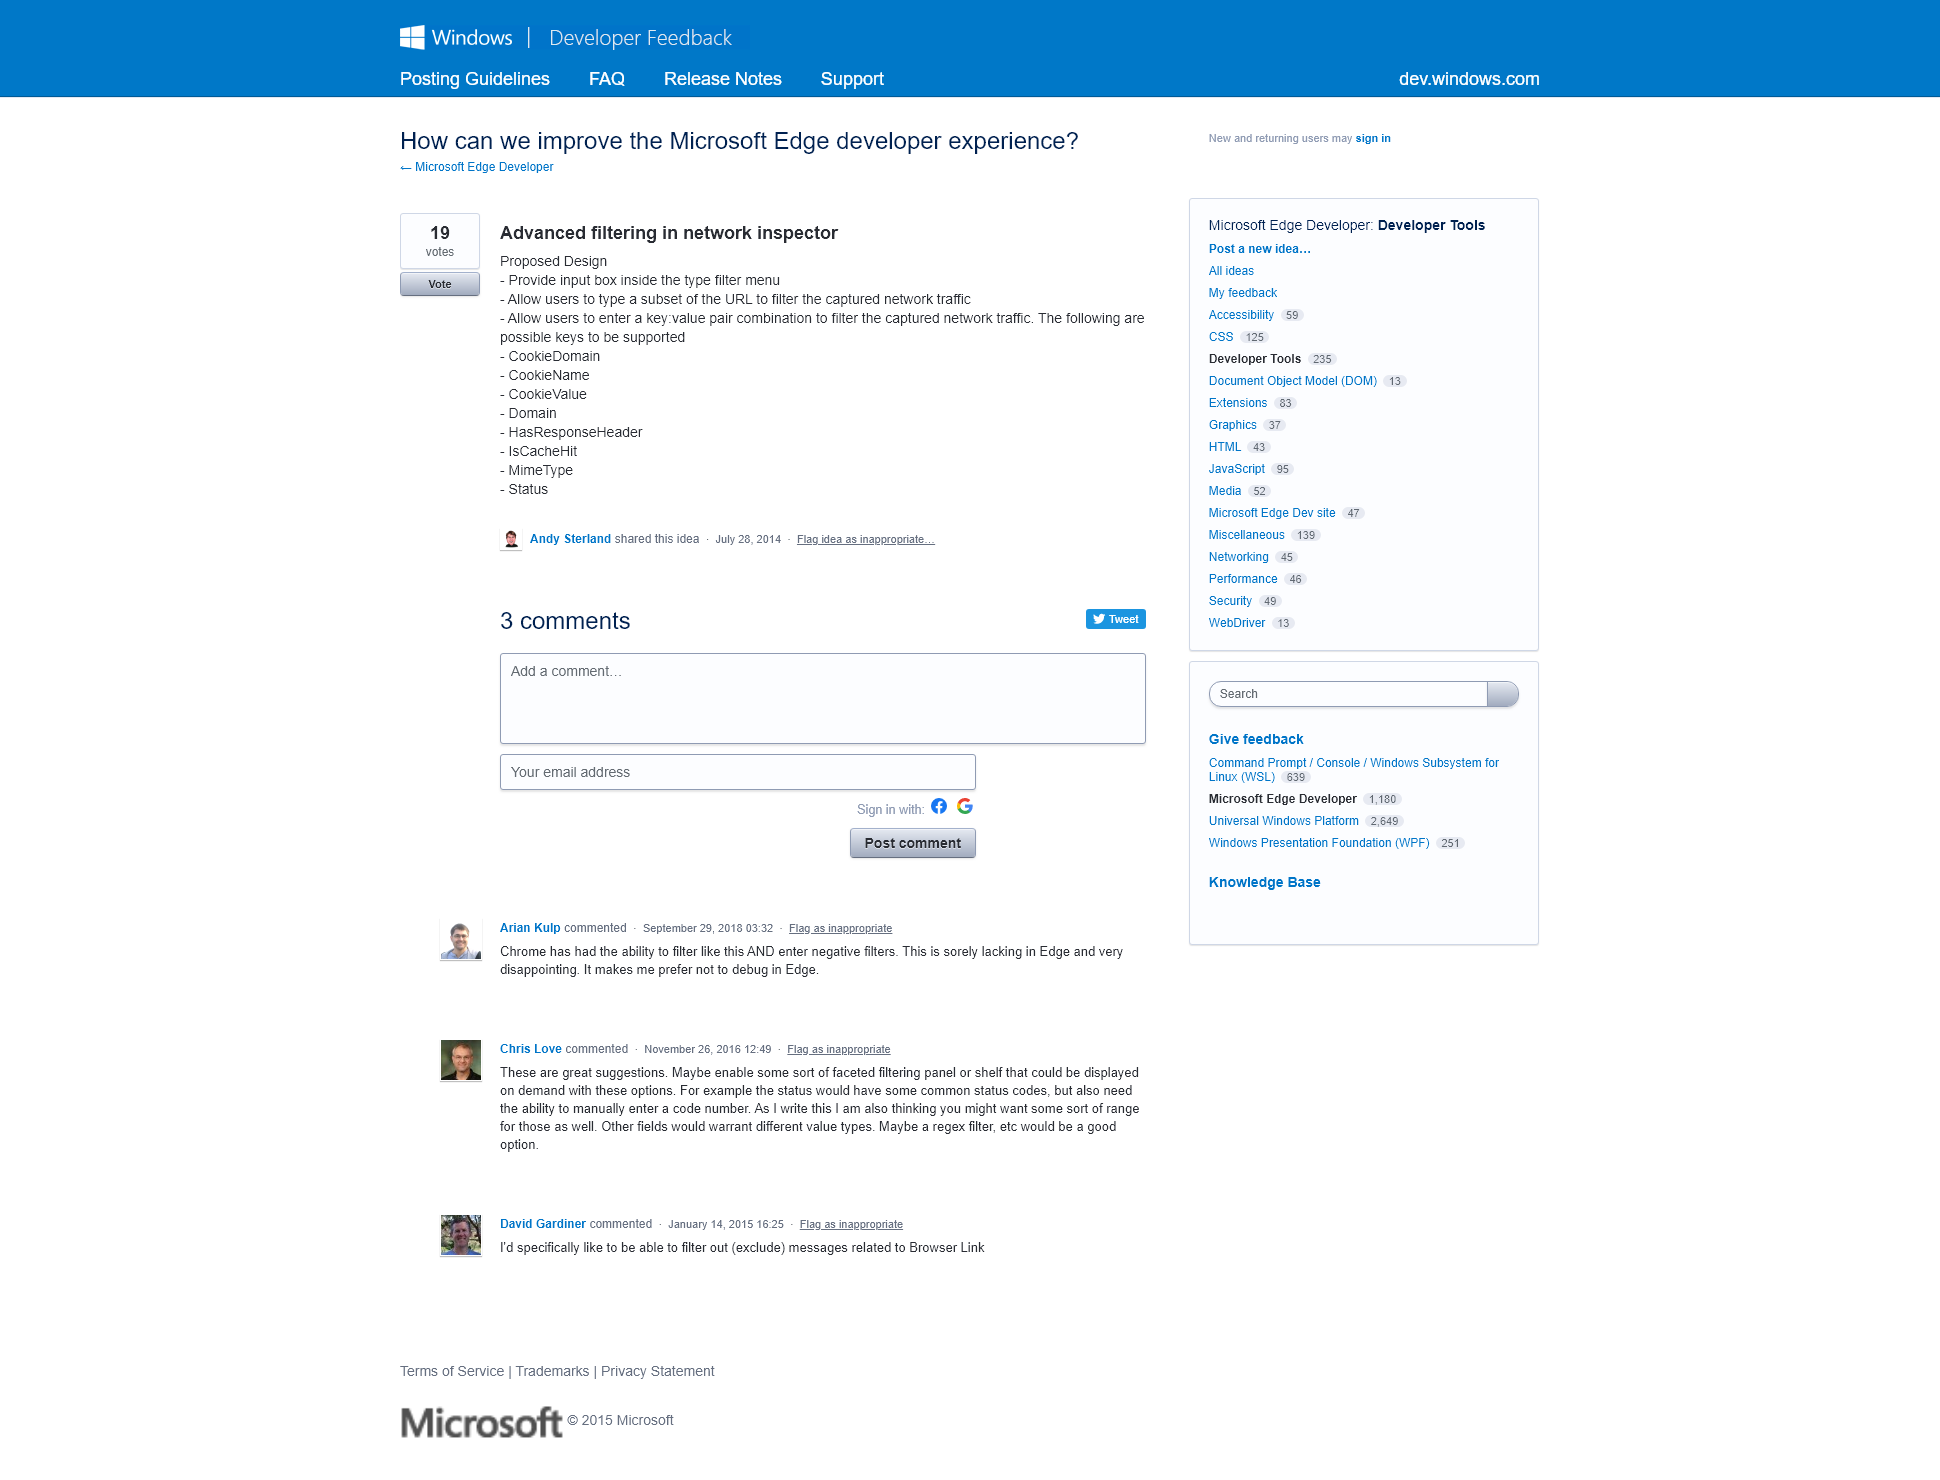 Windows | Developer Feedback
Posting Guidelines FAQ Release Notes Support dev.windows.com
How can we improve the Microsoft Edge developer experience?
← Microsoft Edge Developer
New and returning users may sign in
19
votes
Vote
Advanced filtering in network inspector
Proposed Design
- Provide input box inside the type filter menu
- Allow users to type a subset of the URL to filter the captured network traffic
- Allow users to enter a key:value pair combination to filter the captured network traffic. The following are
possible keys to be supported
- CookieDomain
- CookieName
- CookieValue
- Domain
- HasResponseHeader
- IsCacheHit
- MimeType
- Status
Andy Sterland shared this idea · July 28, 2014 · Flag idea as inappropriate…
3 comments
Tweet
Add a comment…
Your email address
Sign in with:
Post comment
Arian Kulp commented · September 29, 2018 03:32 · Flag as inappropriate
Chrome has had the ability to filter like this AND enter negative filters. This is sorely lacking in Edge and very
disappointing. It makes me prefer not to debug in Edge.
Chris Love commented · November 26, 2016 12:49 · Flag as inappropriate
These are great suggestions. Maybe enable some sort of faceted filtering panel or shelf that could be displayed
on demand with these options. For example the status would have some common status codes, but also need
the ability to manually enter a code number. As I write this I am also thinking you might want some sort of range
for those as well. Other fields would warrant different value types. Maybe a regex filter, etc would be a good
option.
David Gardiner commented · January 14, 2015 16:25 · Flag as inappropriate
I'd specifically like to be able to filter out (exclude) messages related to Browser Link
Microsoft Edge Developer: Developer Tools
Post a new idea…
All ideas
My feedback
Accessibility 59
CSS 125
Developer Tools 235
Document Object Model (DOM) 13
Extensions 83
Graphics 37
HTML 43
JavaScript 95
Media 52
Microsoft Edge Dev site 47
Miscellaneous 139
Networking 45
Performance 46
Security 49
WebDriver 13
Search
Give feedback
Command Prompt / Console / Windows Subsystem for
Linux (WSL) 639
Microsoft Edge Developer 1,180
Universal Windows Platform 2,649
Windows Presentation Foundation (WPF) 251
Knowledge Base
Terms of Service | Trademarks | Privacy Statement
Microsoft © 2015 Microsoft